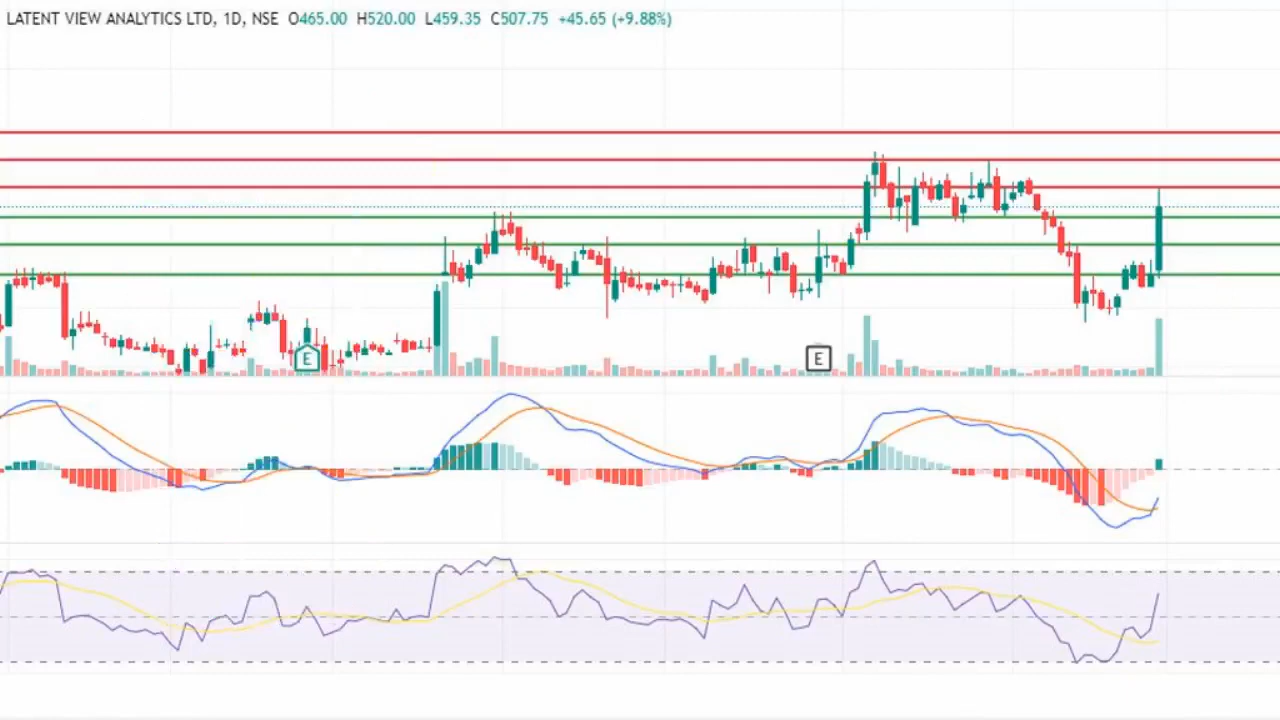 LATENT VIEW ANALYTICS LTD, 1D, NSE O465.00 H520.00 L459.35 C507.75 +45.65 (+9.88%)
E
E